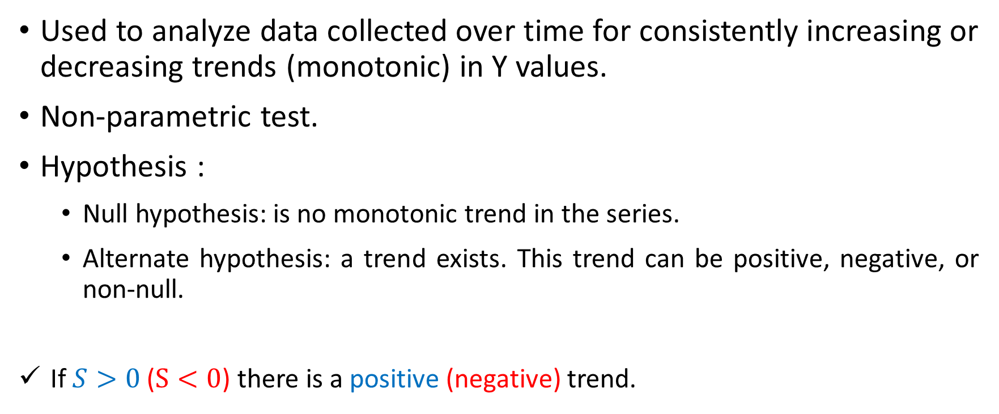 • Used to analyze data collected over time for consistently increasing or
decreasing trends (monotonic) in Y values.
• Non-parametric test.
• Hypothesis :
• Null hypothesis: is no monotonic trend in the series.
• Alternate hypothesis: a trend exists. This trend can be positive, negative, or
non-null.
✓ If S > 0 (S < 0) there is a positive (negative) trend.